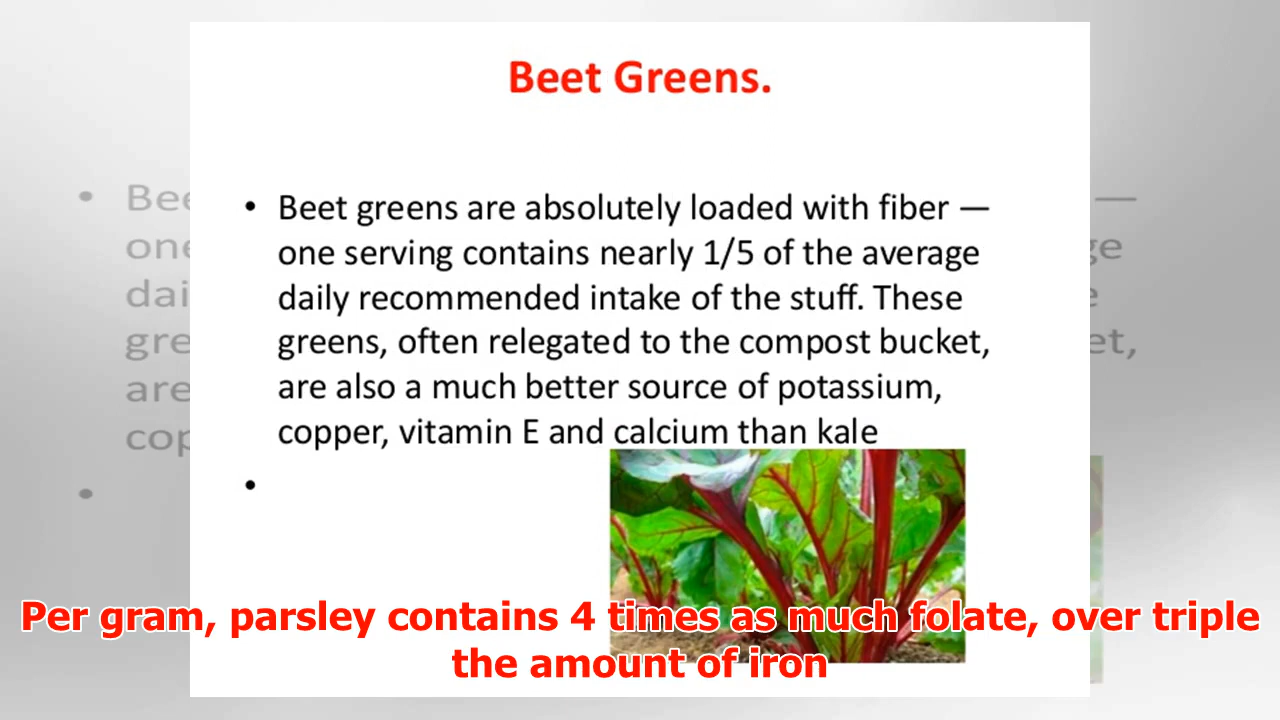 Beet Greens.
• Beet greens are absolutely loaded with fiber —
one serving contains nearly 1/5 of the average
daily recommended intake of the stuff. These
greens, often relegated to the compost bucket,
are also a much better source of potassium,
copper, vitamin E and calcium than kale
•
Per gram, parsley contains 4 times as much folate, over triple
the amount of iron